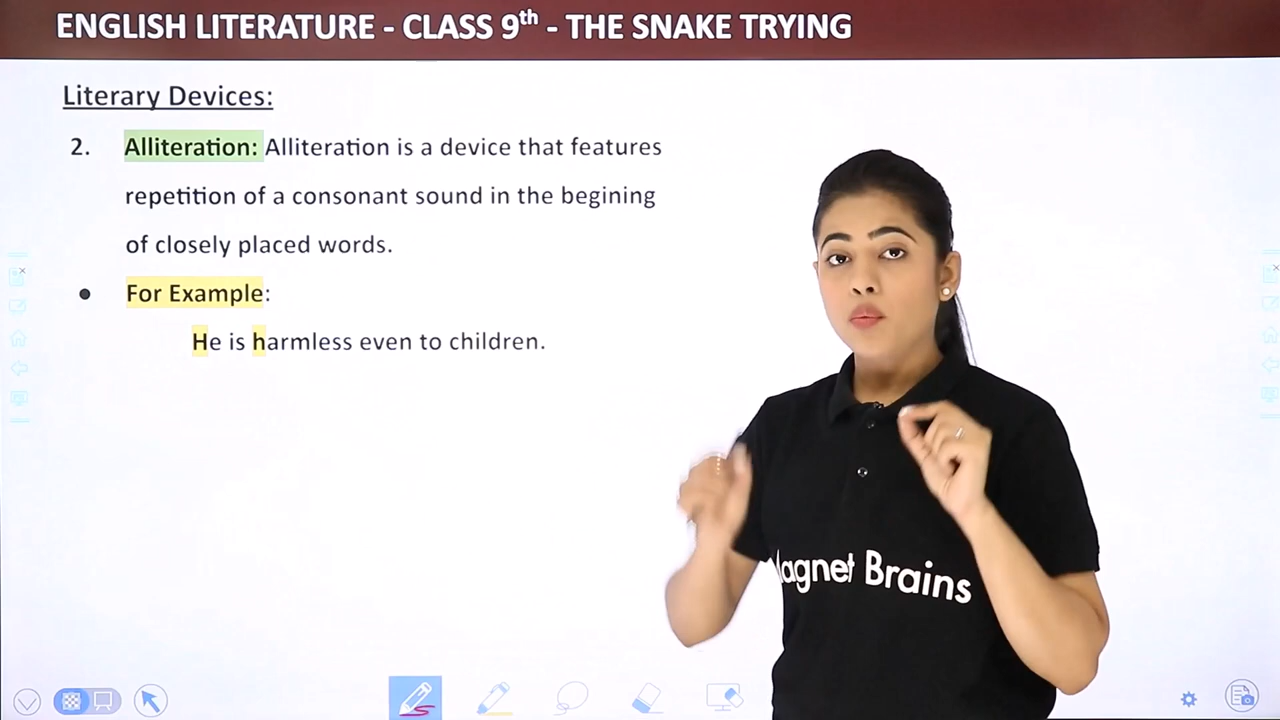 ENGLISH LITERATURE - CLASS 9th - THE SNAKE TRYING
Literary Devices:
2. Alliteration: Alliteration is a device that features
repetition of a consonant sound in the begining
of closely placed words.
● For Example:
He is harmless even to children.
agnet Brains